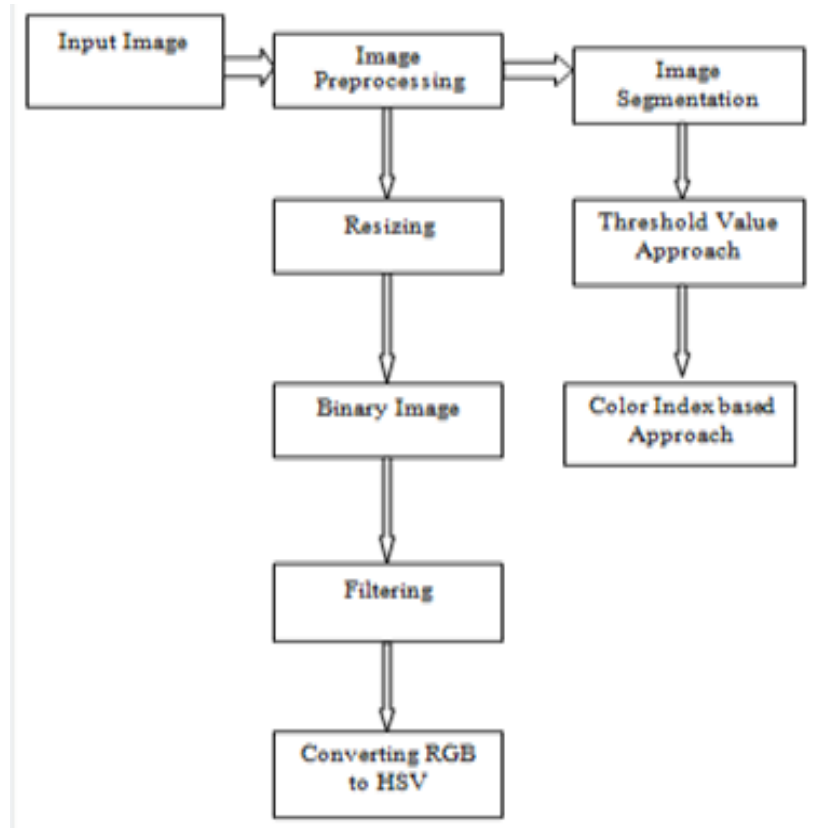 Input Image
Image
Preprocessing
Image
Segmentation
Resizing
Threshold Value
Approach
Binary Image
Color Index based
Approach
Filtering
Converting RGB
to HSV